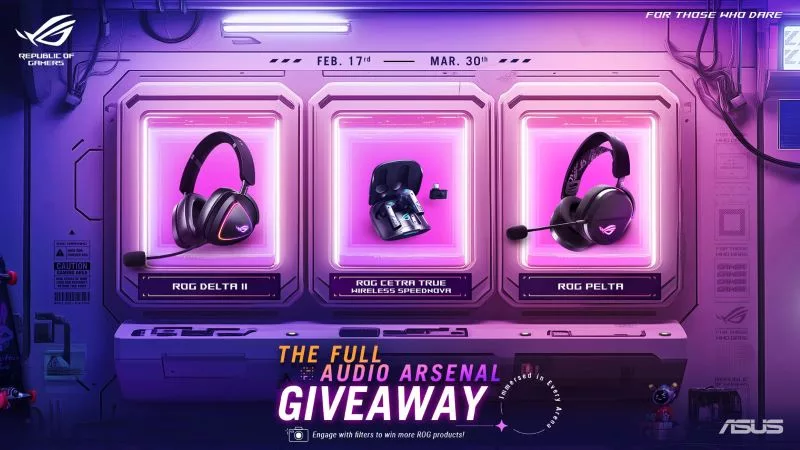 REPUBLIC OF
GAMERS
FOR THOSE WHO DARE
FEB. 17rd — MAR. 30th
ROG DELTA II
ROG CETRA TRUE
WIRELESS SPEEDNOVA
ROG PELTA
CAUTION
THE FULL
AUDIO ARSENAL
GIVEAWAY
Immersed in Every Arena
Engage with filters to win more ROG products!
ASUS